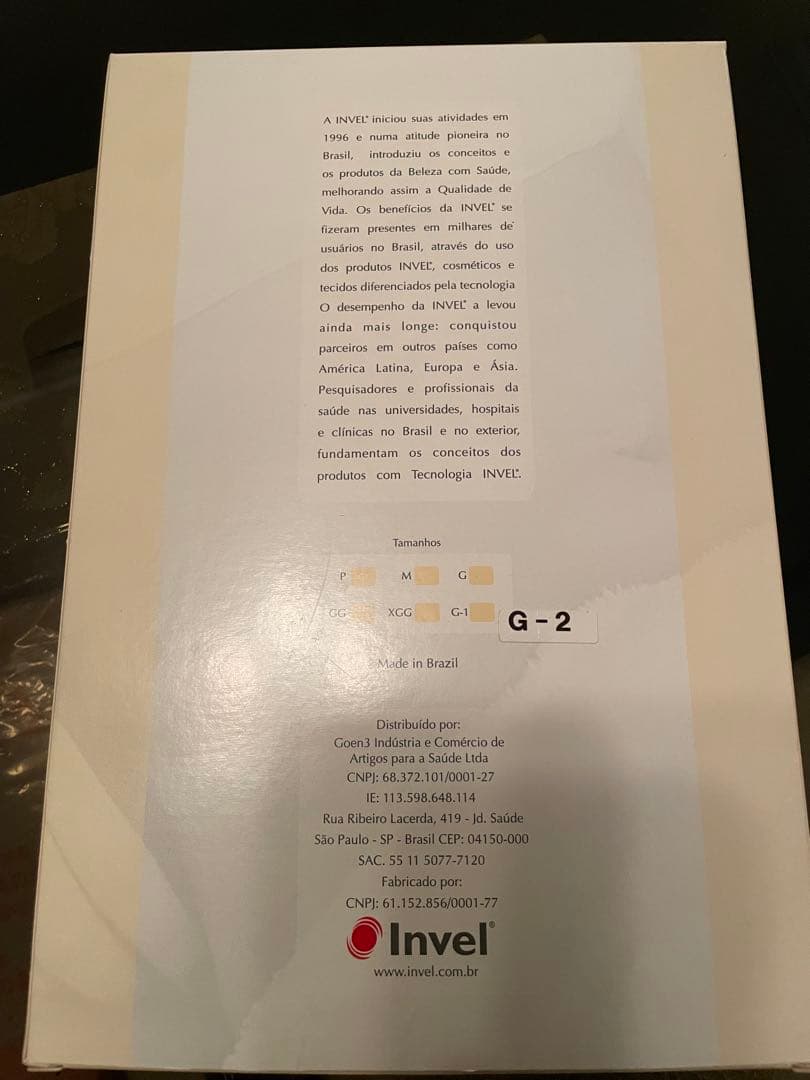 A INVEL® iniciou suas atividades em
1996 e numa atitude pioneira no
Brasil, introduziu os conceitos e
os produtos da Beleza com Saúde,
melhorando assim a Qualidade de
Vida. Os benefícios da INVEL® se
fizeram presentes em milhares de
usuários no Brasil, através do uso
dos produtos INVEL®, cosméticos e
tecidos diferenciados pela tecnologia
O desempenho da INVEL® a levou
ainda mais longe: conquistou
parceiros em outros países como
América Latina, Europa e Ásia.
Pesquisadores e profissionais da
saúde nas universidades, hospitais
e clínicas no Brasil e no exterior,
fundamentam os conceitos dos
produtos com Tecnologia INVEL®.
Tamanhos
P M G
GG XGG G-1 G-2
Made in Brazil
Distribuído por:
Goen3 Indústria e Comércio de
Artigos para a Saúde Ltda
CNPJ: 68.372.101/0001-27
IE: 113.598.648.114
Rua Ribeiro Lacerda, 419 - Jd. Saúde
São Paulo - SP - Brasil CEP: 04150-000
SAC. 55 11 5077-7120
Fabricado por:
CNPJ: 61.152.856/0001-77
Invel®
www.invel.com.br